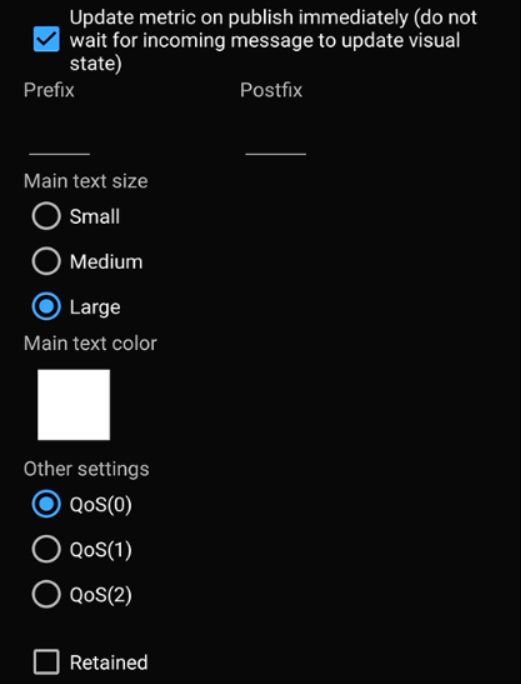 Update metric on publish immediately (do not
wait for incoming message to update visual
state)
Prefix Postfix
Main text size
Small
Medium
Large
Main text color
Other settings
QoS(0)
QoS(1)
QoS(2)
Retained